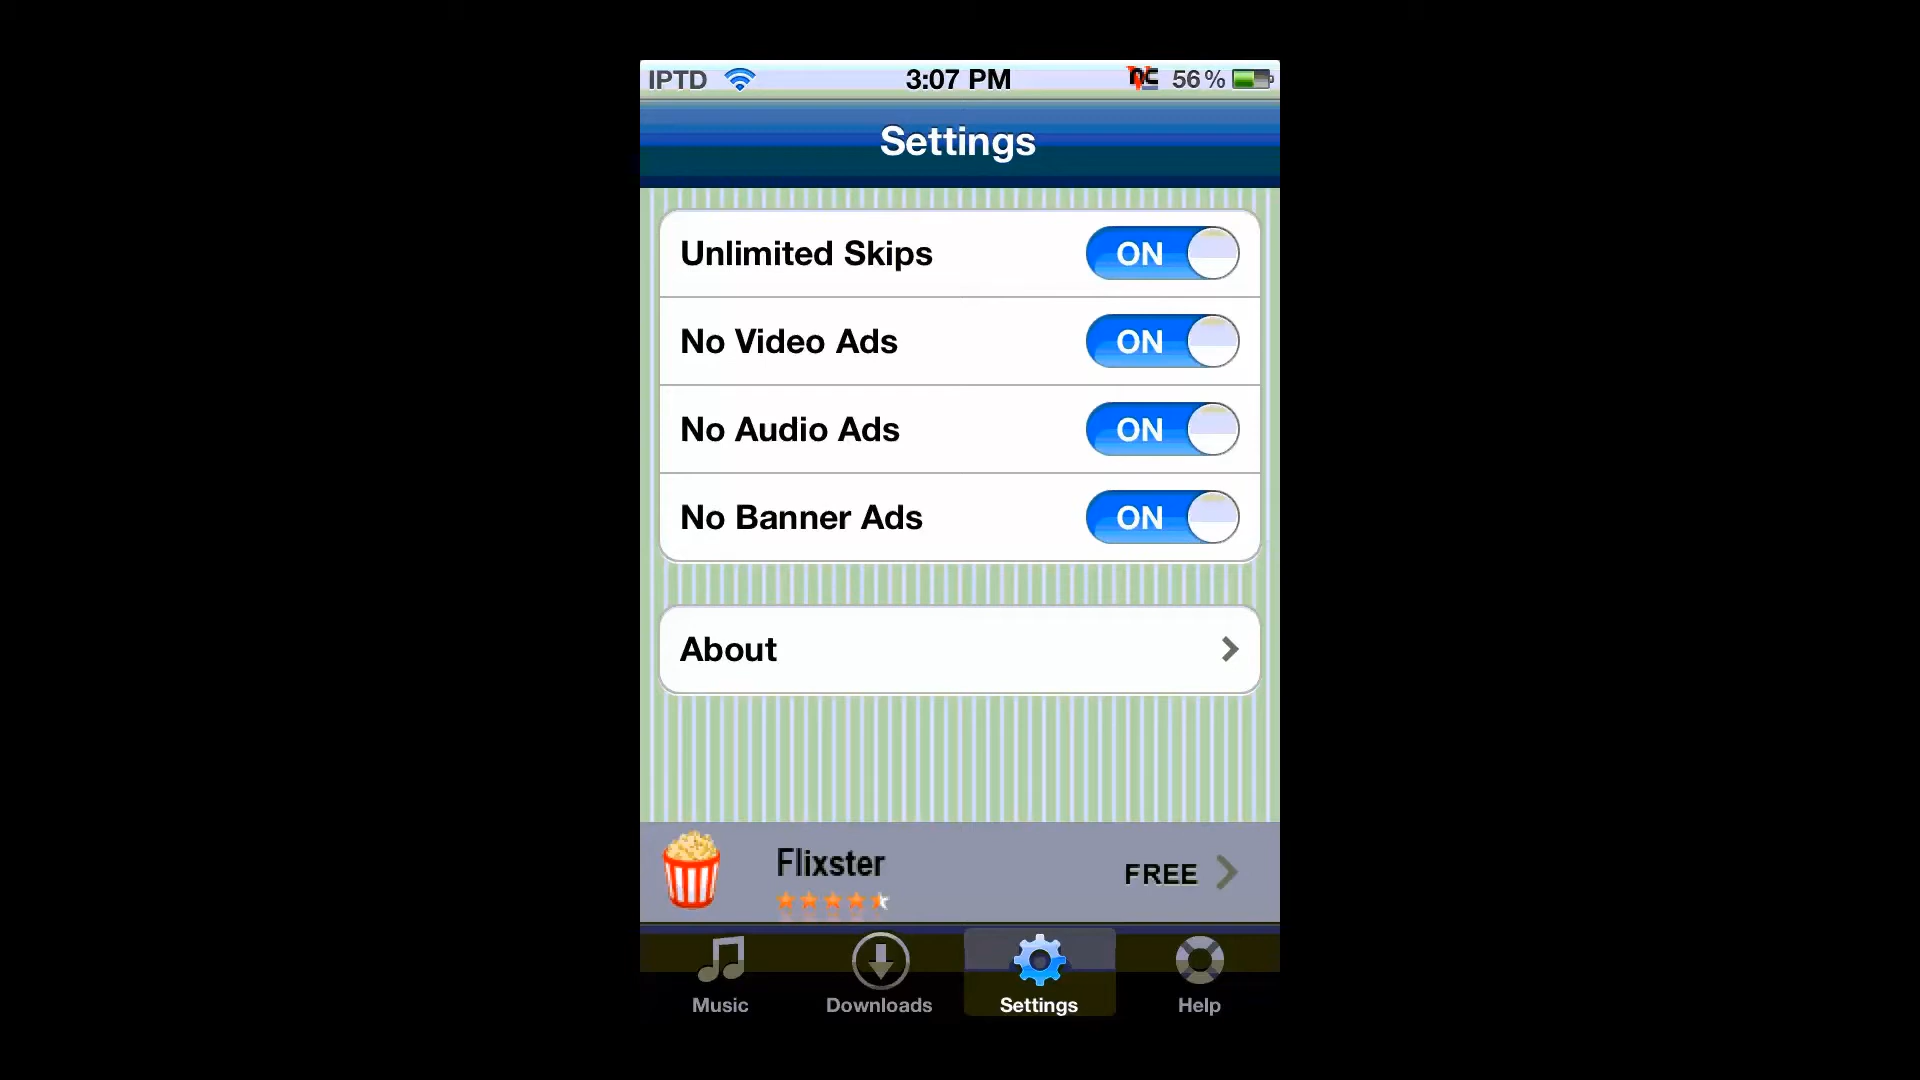 IPTD 3:07 PM 56%
Settings
Unlimited Skips ON
No Video Ads ON
No Audio Ads ON
No Banner Ads ON
About
Flixster
FREE
Music Downloads Settings Help